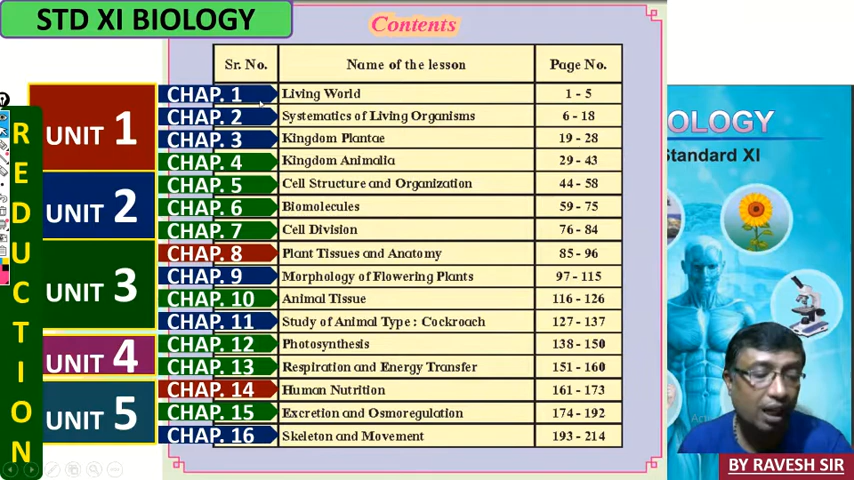 STD XI BIOLOGY
Contents
Sr. No. Name of the lesson Page No.
CHAP. 1 Living World 1 - 5
CHAP. 2 Systematics of Living Organisms 6 - 18
CHAP. 3 Kingdom Plantae 19 - 28
CHAP. 4 Kingdom Animalia 29 - 43
CHAP. 5 Cell Structure and Organization 44 - 58
CHAP. 6 Biomolecules 59 - 75
CHAP. 7 Cell Division 76 - 84
CHAP. 8 Plant Tissues and Anatomy 85 - 96
CHAP. 9 Morphology of Flowering Plants 97 - 115
CHAP. 10 Animal Tissue 116 - 126
CHAP. 11 Study of Animal Type : Cockroach 127 - 137
CHAP. 12 Photosynthesis 138 - 150
CHAP. 13 Respiration and Energy Transfer 151 - 160
CHAP. 14 Human Nutrition 161 - 173
CHAP. 15 Excretion and Osmoregulation 174 - 192
CHAP. 16 Skeleton and Movement 193 - 214
UNIT 1
UNIT 2
UNIT 3
UNIT 4
UNIT 5
REDUCTION
OLOGY
Standard XI
BY RAVESH SIR